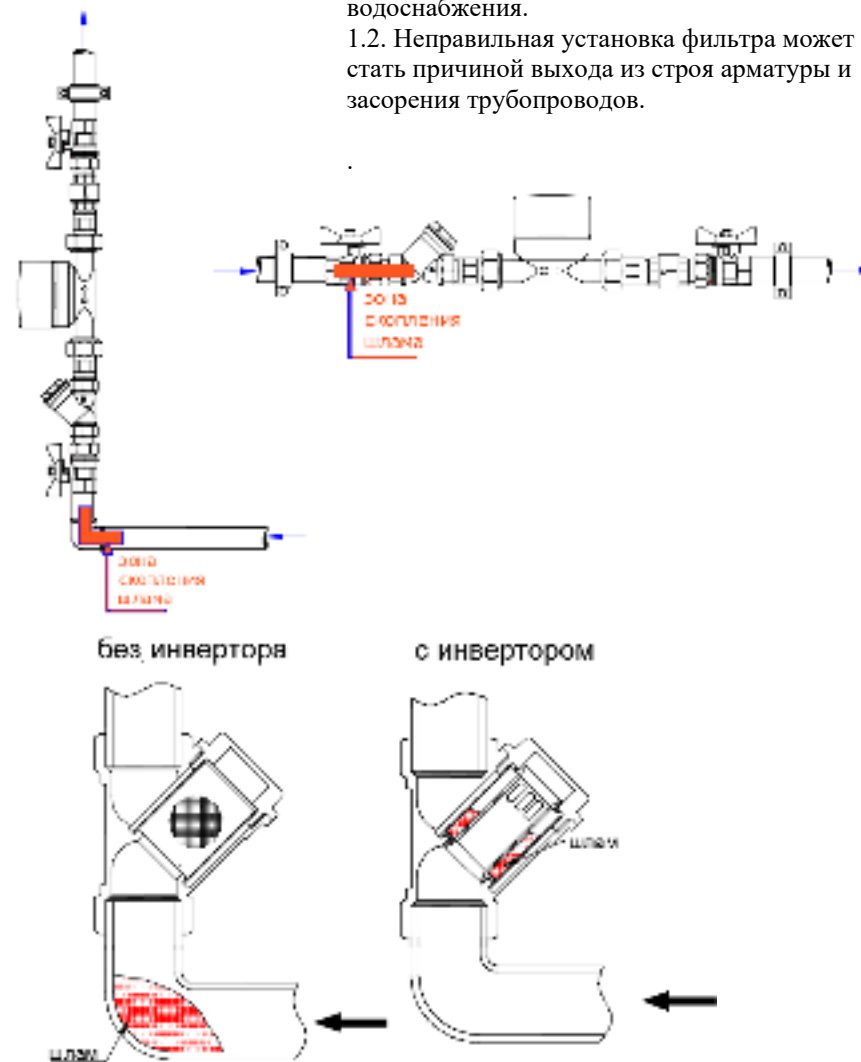 водоснабжения.
1.2. Неправильная установка фильтра может
стать причиной выхода из строя арматуры и
засорения трубопроводов.
.
зона
скопления
шлама
зона
скопления
шлама
без инвертора
с инвертором
шлам
шлам